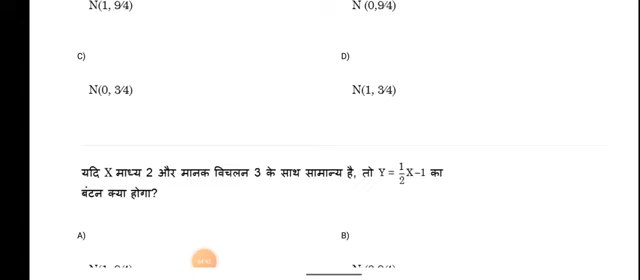 N(1, 9⁄4) N (0,9⁄4)
C) D)
N(0, 3⁄4) N(1, 3⁄4)
यदि X माध्य 2 और मानक विचलन 3 के साथ सामान्य है, तो Y = 1/2 X−1 का
बंटन क्या होगा?
A) B)